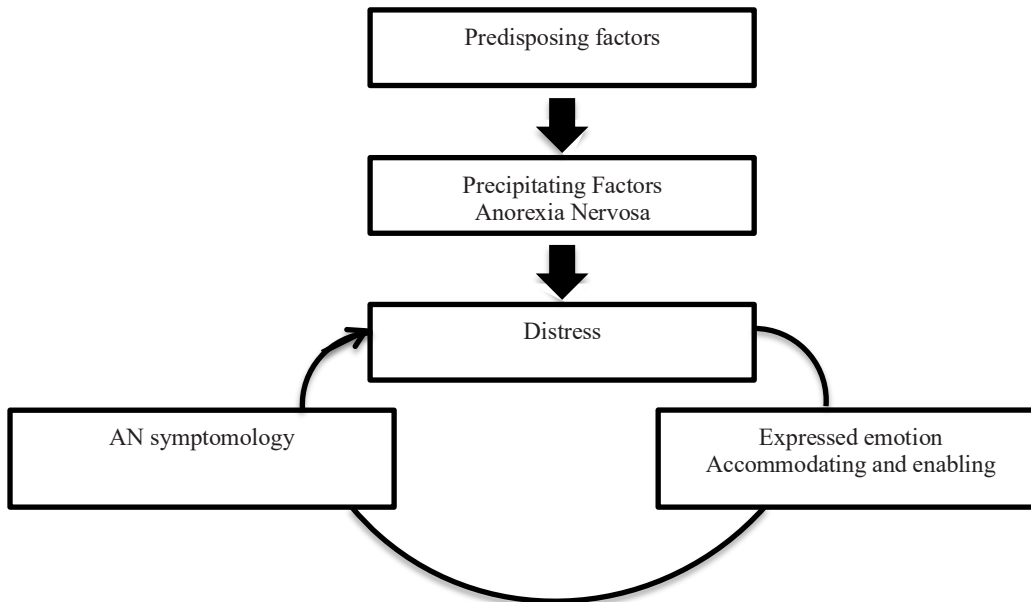 Predisposing factors
Precipitating Factors
Anorexia Nervosa
Distress
AN symptomology
Expressed emotion
Accommodating and enabling